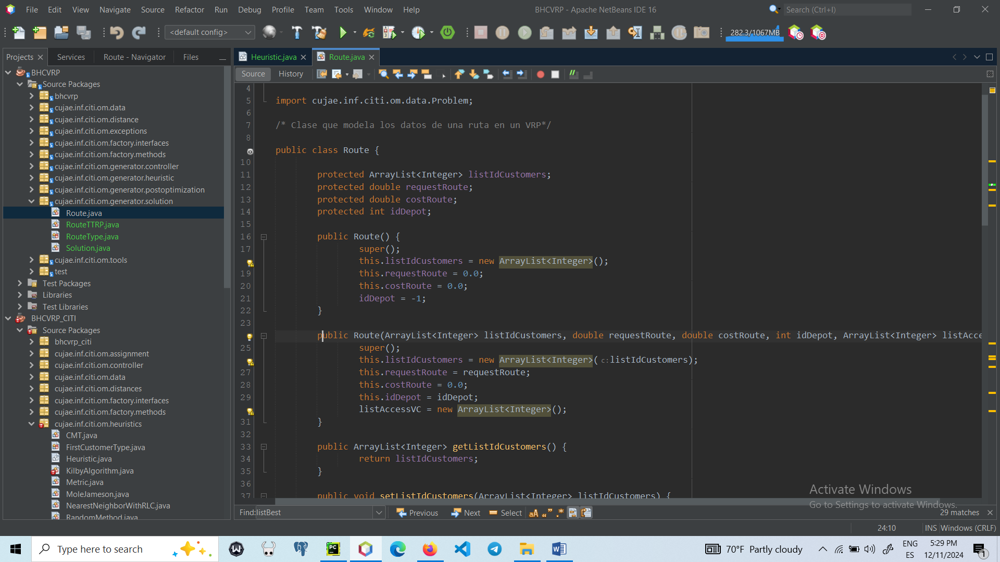 File Edit View Navigate Source Refactor Run Debug Profile Team Tools Window Help
BHCVRP - Apache NetBeans IDE 16
Search (Ctrl+I)
<default config>
282.3/1067MB
Projects
Services
Route - Navigator
Files
BHCVRP
Source Packages
bhcvrp
cujae.inf.citi.om.data
cujae.inf.citi.om.distance
cujae.inf.citi.om.exceptions
cujae.inf.citi.om.factory.interfaces
cujae.inf.citi.om.factory.methods
cujae.inf.citi.om.generator.controller
cujae.inf.citi.om.generator.heuristic
cujae.inf.citi.om.generator.postoptimization
cujae.inf.citi.om.generator.solution
Route.java
RouteTTRP.java
RouteType.java
Solution.java
cujae.inf.citi.om.tools
test
Test Packages
Libraries
Test Libraries
BHCVRP_CITI
Source Packages
bhcvrp_citi
cujae.inf.citi.om.assignment
cujae.inf.citi.om.controller
cujae.inf.citi.om.data
cujae.inf.citi.om.distances
cujae.inf.citi.om.factory.interfaces
cujae.inf.citi.om.factory.methods
cujae.inf.citi.om.heuristics
CMT.java
FirstCustomerType.java
Heuristic.java
KilbyAlgorithm.java
Metric.java
MoleJameson.java
NearestNeighborWithRLC.java
RandomMethod.java
Heuristic.java
Route.java
Source
History
4
5 import cujae.inf.citi.om.data.Problem;
6
7 /* Clase que modela los datos de una ruta en un VRP*/
8
public class Route {
10
11 protected ArrayList<Integer> listIdCustomers;
12 protected double requestRoute;
13 protected double costRoute;
14 protected int idDepot;
15
16 public Route() {
17 super();
this.listIdCustomers = new ArrayList<Integer>();
19 this.requestRoute = 0.0;
20 this.costRoute = 0.0;
21 idDepot = -1;
22 }
23
public Route(ArrayList<Integer> listIdCustomers, double requestRoute, double costRoute, int idDepot, ArrayList<Integer> listAcce
25 super();
this.listIdCustomers = new ArrayList<Integer>( c: listIdCustomers);
27 this.requestRoute = requestRoute;
28 this.costRoute = 0.0;
29 this.idDepot = idDepot;
listAccessVC = new ArrayList<Integer>();
31 }
32
33 public ArrayList<Integer> getListIdCustomers() {
34 return listIdCustomers;
35 }
36
37 public void setListIdCustomers(ArrayList<Integer> listIdCustomers) {
Activate Windows
Go to Settings to activate Windows.
Find: listBest
Previous
Next
Select
29 matches
24:10
INS
Windows (CRLF)
Type here to search
70°F Partly cloudy
ENG
ES
5:29 PM
12/11/2024
1